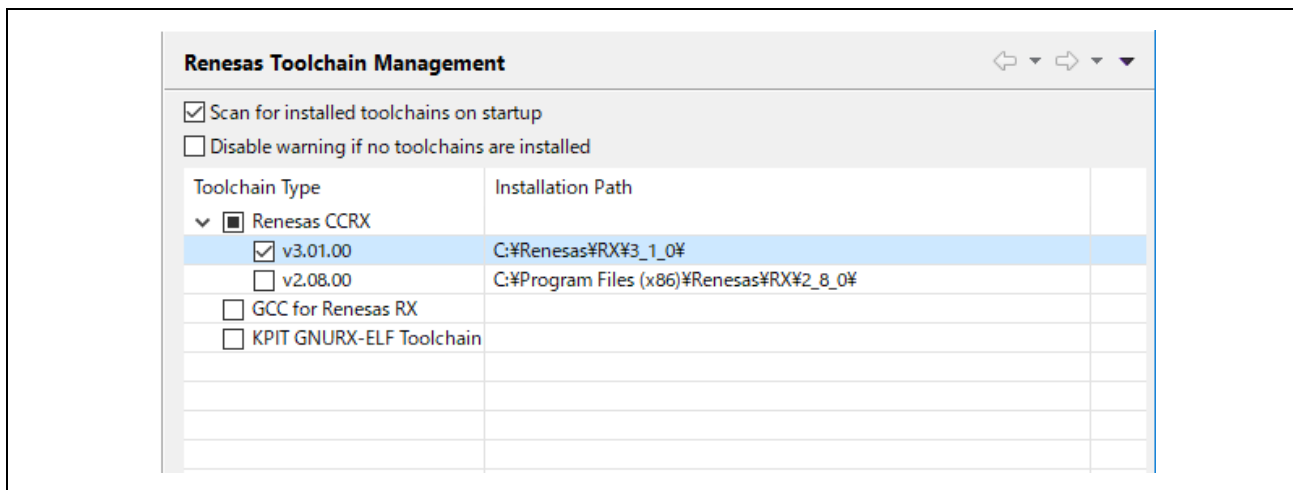 Renesas Toolchain Management
Scan for installed toolchains on startup
Disable warning if no toolchains are installed
Toolchain Type Installation Path
Renesas CCRX
v3.01.00 C:¥Renesas¥RX¥3_1_0¥
v2.08.00 C:¥Program Files (x86)¥Renesas¥RX¥2_8_0¥
GCC for Renesas RX
KPIT GNURX-ELF Toolchain